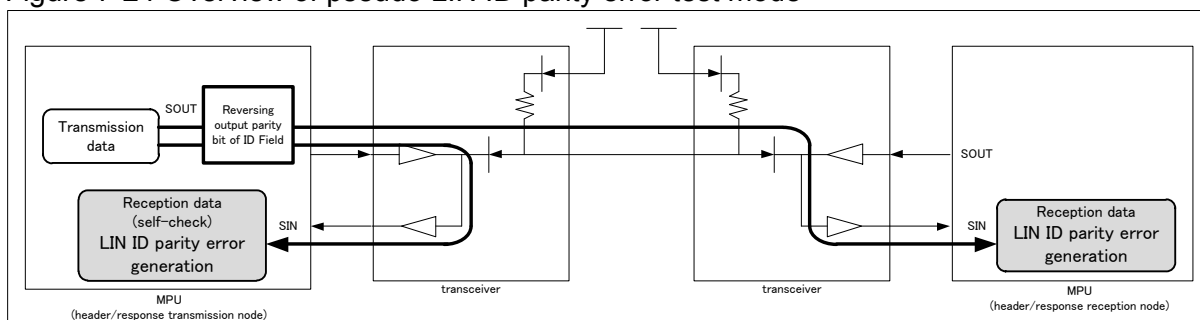 Figure 7-24 Overview of pseudo LIN ID parity error test mode
SOUT
Transmission
data
Reversing
output parity
bit of ID Field
Reception data
(self-check)
LIN ID parity error
generation
SIN
MPU
(header/response transmission node)
transceiver
transceiver
SOUT
SIN
Reception data
LIN ID parity error
generation
MPU
(header/response reception node)